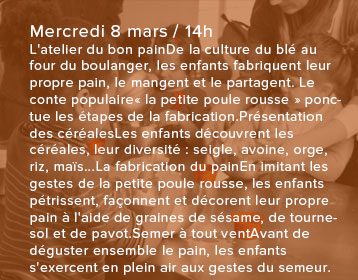 Mercredi 8 mars / 14h
L'atelier du bon painDe la culture du blé au
four du boulanger, les enfants fabriquent leur
propre pain, le mangent et le partagent. Le
conte populaire« la petite poule rousse » ponc-
tue les étapes de la fabrication.Présentation
des céréalesLes enfants découvrent les
céréales, leur diversité : seigle, avoine, orge,
riz, maïs...La fabrication du painEn imitant les
gestes de la petite poule rousse, les enfants
pétrissent, façonnent et décorent leur propre
pain à l'aide de graines de sésame, de tourne-
sol et de pavot.Semer à tout ventAvant de
déguster ensemble le pain, les enfants
s'exercent en plein air aux gestes du semeur.